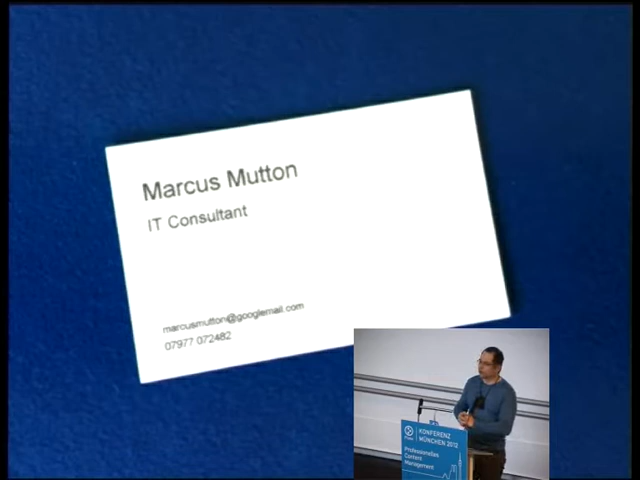 Marcus Mutton
IT Consultant
marcusmutton@googlemail.com
07977 072482
KONFERENZ
MÜNCHEN 2012
Professionelles
Content
Management